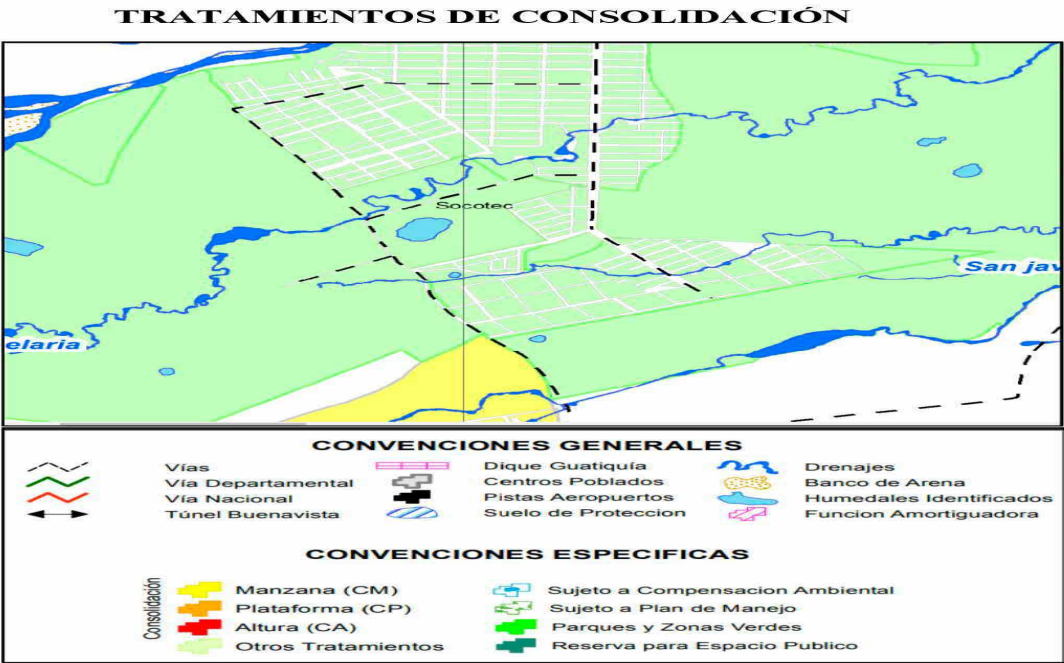 TRATAMIENTOS DE CONSOLIDACIÓN
Socotec
San jav
elaria
CONVENCIONES GENERALES
Vías
Vía Departamental
Vía Nacional
Túnel Buenavista
Dique Guatiquía
Centros Poblados
Pistas Aeropuertos
Suelo de Proteccion
Drenajes
Banco de Arena
Humedales Identificados
Funcion Amortiguadora
CONVENCIONES ESPECIFICAS
Consolidación
Manzana (CM)
Plataforma (CP)
Altura (CA)
Otros Tratamientos
Sujeto a Compensacion Ambiental
Sujeto a Plan de Manejo
Parques y Zonas Verdes
Reserva para Espacio Publico